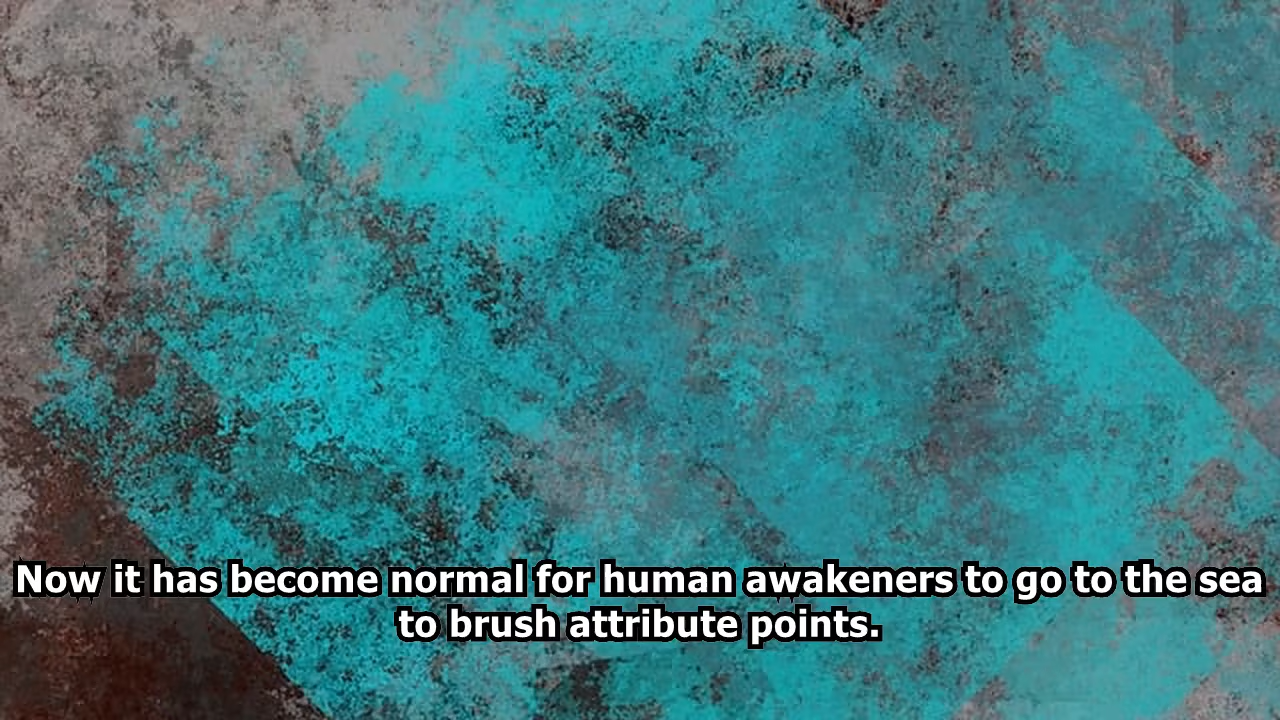 Now it has become normal for human awakeners to go to the sea
to brush attribute points.